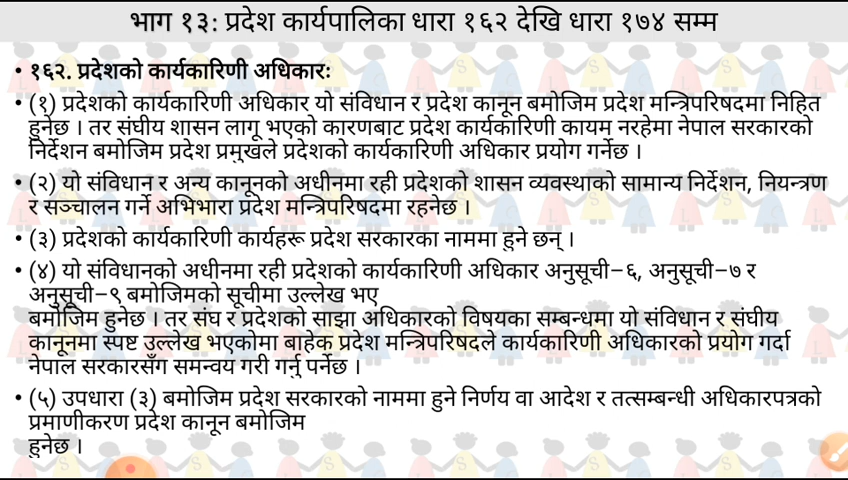 भाग १३: प्रदेश कार्यपालिका धारा १६२ देखि धारा १७४ सम्म
• १६२. प्रदेशको कार्यकारिणी अधिकारः
• (१) प्रदेशको कार्यकारिणी अधिकार यो संविधान र प्रदेश कानून बमोजिम प्रदेश मन्त्रिपरिषदमा निहित
हुनेछ । तर संघीय शासन लागू भएको कारणबाट प्रदेश कार्यकारिणी कायम नरहेमा नेपाल सरकारको
निर्देशन बमोजिम प्रदेश प्रमुखले प्रदेशको कार्यकारिणी अधिकार प्रयोग गर्नेछ ।
• (२) यो संविधान र अन्य कानूनको अधीनमा रही प्रदेशको शासन व्यवस्थाको सामान्य निर्देशन, नियन्त्रण
र सञ्चालन गर्ने अभिभारा प्रदेश मन्त्रिपरिषदमा रहनेछ ।
• (३) प्रदेशको कार्यकारिणी कार्यहरू प्रदेश सरकारका नाममा हुने छन् ।
• (४) यो संविधानको अधीनमा रही प्रदेशको कार्यकारिणी अधिकार अनुसूची–६, अनुसूची–७ र
अनुसूची–९ बमोजिमको सूचीमा उल्लेख भए
बमोजिम हुनेछ । तर संघ र प्रदेशको साझा अधिकारको विषयका सम्बन्धमा यो संविधान र संघीय
कानूनमा स्पष्ट उल्लेख भएकोमा बाहेक प्रदेश मन्त्रिपरिषदले कार्यकारिणी अधिकारको प्रयोग गर्दा
नेपाल सरकारसँग समन्वय गरी गर्नु पर्नेछ ।
• (५) उपधारा (३) बमोजिम प्रदेश सरकारको नाममा हुने निर्णय वा आदेश र तत्सम्बन्धी अधिकारपत्रको
प्रमाणीकरण प्रदेश कानून बमोजिम
हुनेछ ।